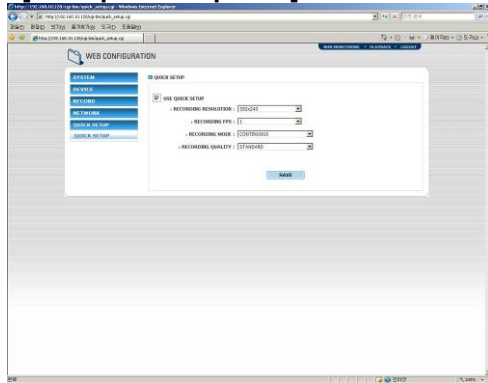 WEB CONFIGURATION
WEB MONITORING PLAYBACK LOGOUT
SYSTEM
DEVICE
RECORD
NETWORK
QUICK SETUP
QUICK SETUP
QUICK SETUP
USE QUICK SETUP
RECORDING RESOLUTION : 352x240
RECORDING FPS : 1
RECORDING MODE : CONTINUOUS
RECORDING QUALITY : STANDARD
SAVE